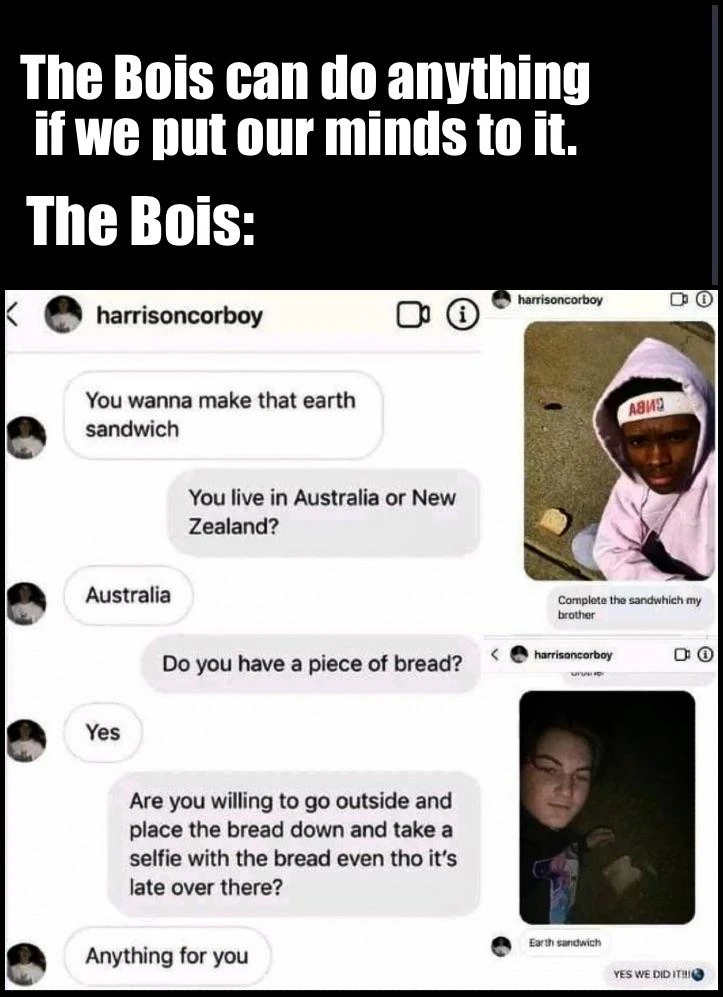 The Bois can do anything
if we put our minds to it.
The Bois:
harrisoncorboy
You wanna make that earth
sandwich
You live in Australia or New
Zealand?
Australia
Do you have a piece of bread?
Yes
Are you willing to go outside and
place the bread down and take a
selfie with the bread even tho it's
late over there?
Anything for you
harrisoncorboy
Complete the sandwhich my
brother
harrisoncorboy
Earth sandwich
YES WE DID IT!!!🌎